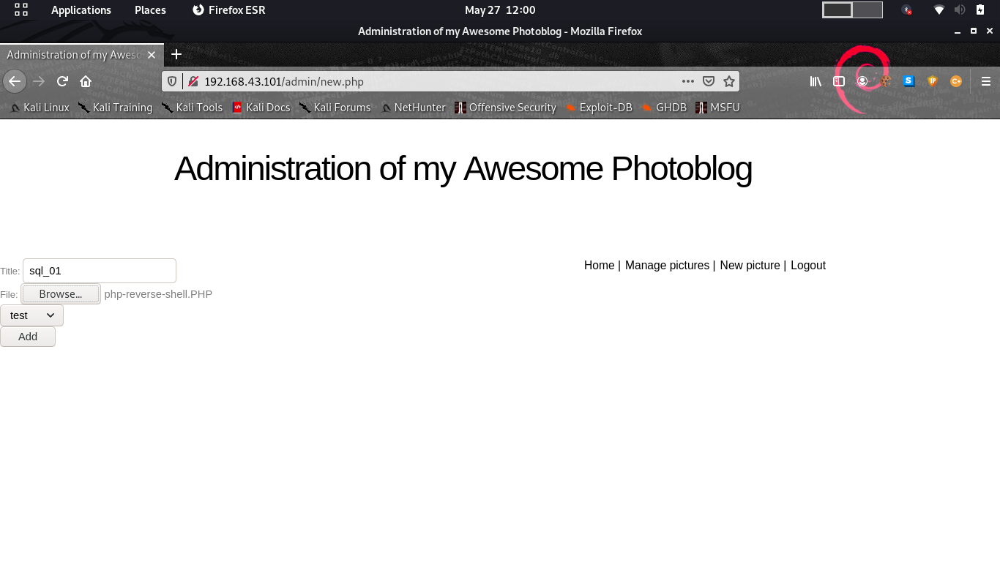 Applications Places Firefox ESR May 27 12:00
Administration of my Awesome Photoblog - Mozilla Firefox
Administration of my Aweso
192.168.43.101/admin/new.php
Kali Linux Kali Training Kali Tools Kali Docs Kali Forums NetHunter Offensive Security Exploit-DB GHDB MSFU
Administration of my Awesome Photoblog
Home | Manage pictures | New picture | Logout
Title: sql_01
File: Browse... php-reverse-shell.PHP
test
Add